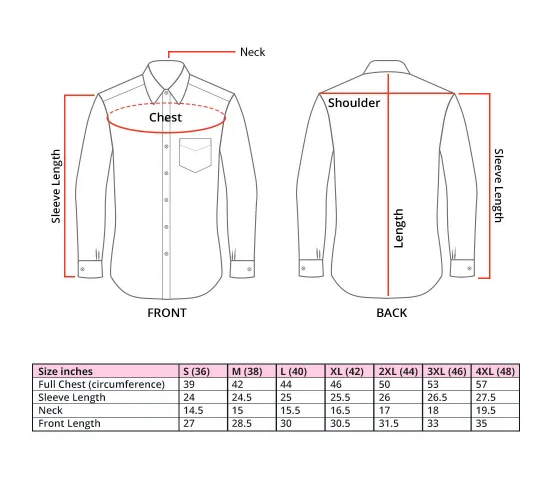 Neck
Shoulder
Chest
Sleeve Length
Sleeve Length
Length
FRONT
BACK
Size inches S (36) M (38) L (40) XL (42) 2XL (44) 3XL (46) 4XL (48)
Full Chest (circumference) 39 42 44 46 50 53 57
Sleeve Length 24 24.5 25 25.5 26 26.5 27.5
Neck 14.5 15 15.5 16.5 17 18 19.5
Front Length 27 28.5 30 30.5 31.5 33 35